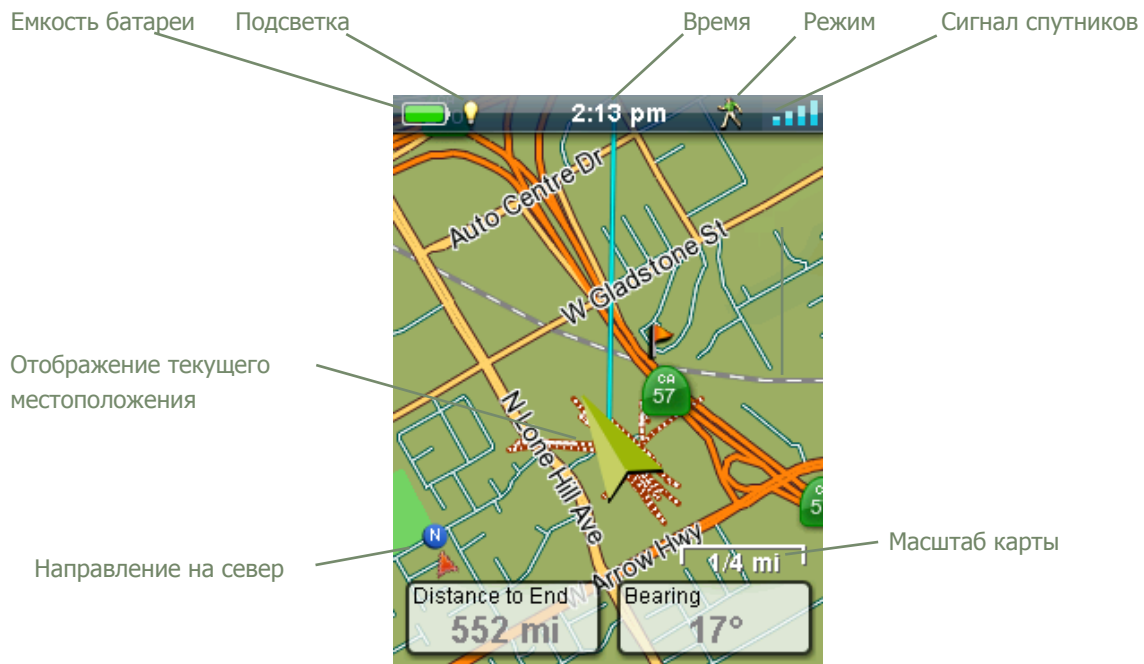 Емкость батареи
Подсветка
Время
Режим
Сигнал спутников
2:13 pm
Auto Centre Dr
W Gladstone St
CA
57
Отображение текущего
местоположения
N Lone Hill Ave
N
W Arrow Hwy
1/4 mi
Масштаб карты
Направление на север
Distance to End
552 mi
Bearing
17°